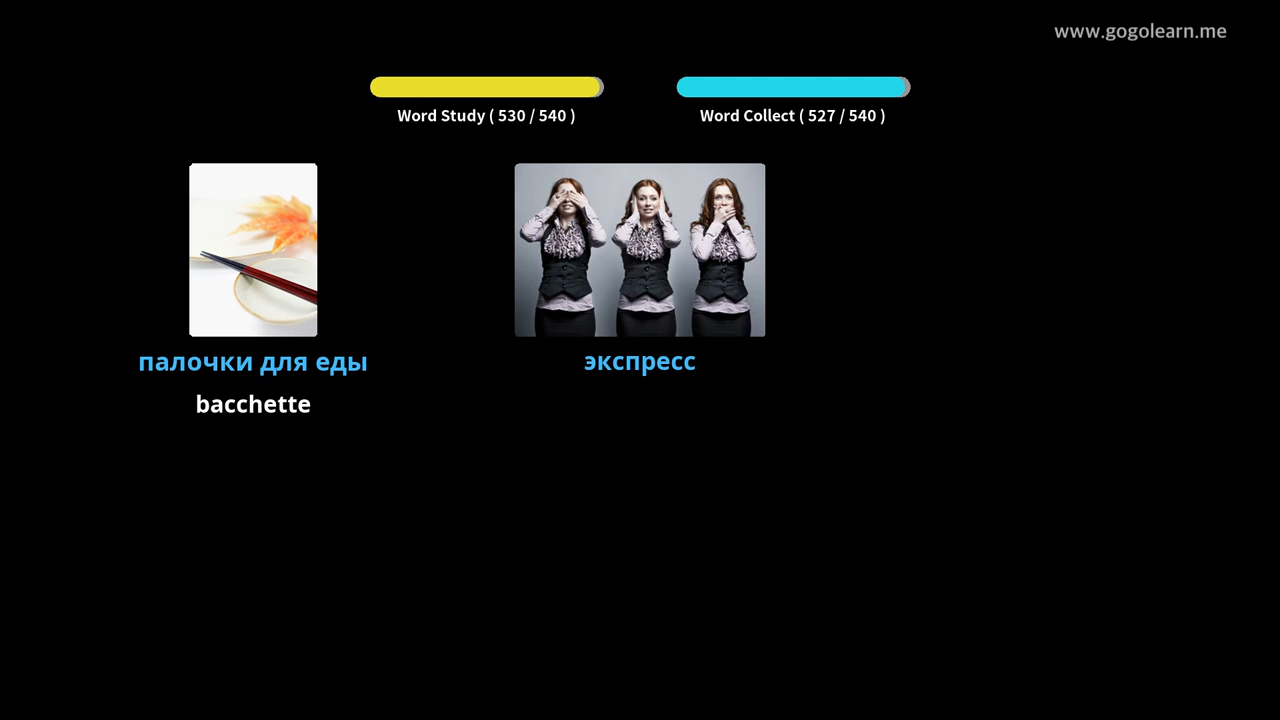 www.gogolearn.me
Word Study ( 530 / 540 )
Word Collect ( 527 / 540 )
палочки для еды
экспресс
bacchette